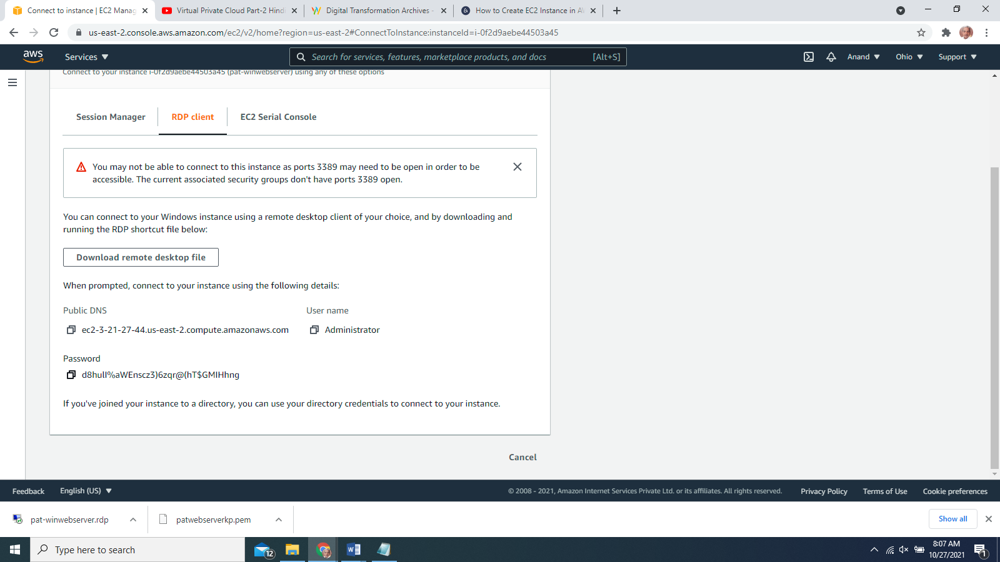 Connect to instance | EC2 Manag
Virtual Private Cloud Part-2 Hindi
Digital Transformation Archives -
How to Create EC2 Instance in AW
us-east-2.console.aws.amazon.com/ec2/v2/home?region=us-east-2#ConnectToInstance:instanceId=i-0f2d9aebe44503a45
aws
Services
Search for services, features, marketplace products, and docs
[Alt+S]
Anand
Ohio
Support
Connect to your instance i-0f2d9aebe44503a45 (pat-winwebserver) using any of these options
Session Manager
RDP client
EC2 Serial Console
You may not be able to connect to this instance as ports 3389 may need to be open in order to be
accessible. The current associated security groups don't have ports 3389 open.
You can connect to your Windows instance using a remote desktop client of your choice, and by downloading and
running the RDP shortcut file below:
Download remote desktop file
When prompted, connect to your instance using the following details:
Public DNS
User name
ec2-3-21-27-44.us-east-2.compute.amazonaws.com
Administrator
Password
d8hulI%aWEnscz3)6zqr@(hT$GMIHhng
If you've joined your instance to a directory, you can use your directory credentials to connect to your instance.
Cancel
Feedback
English (US)
© 2008 - 2021, Amazon Internet Services Private Ltd. or its affiliates. All rights reserved.
Privacy Policy
Terms of Use
Cookie preferences
pat-winwebserver.rdp
patwebserverkp.pem
Show all
Type here to search
12
W
8:07 AM
10/27/2021
1